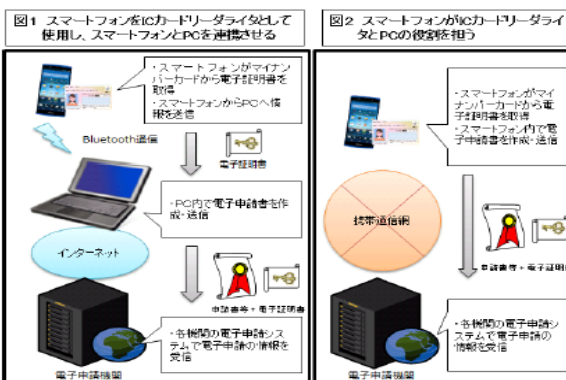 図1 スマートフォンをICカードリーダライタとして
使用し、スマートフォンとPCを連携させる
・スマートフォンがマイナン
バーカードから電子証明書を
取得
・スマートフォンからPCへ情
報を送信
Bluetooth通信
電子証明書
・PC内で電子申請書を作
成・送信
インターネット
申請書等+電子証明書
・各機関の電子申請シス
テムで電子申請の情報を
受信
電子申請機関
図2 スマートフォンがICカードリーダライ
タとPCの役割を担う
・スマートフォンがマイ
ナンバーカードから電
子証明書を取得
・スマートフォン内で電
子申請書を作成・送信
携帯通信網
申請書等+電子証明
・各機関の電子申請シ
ステムで電子申請の
情報を受信
電子申請機関